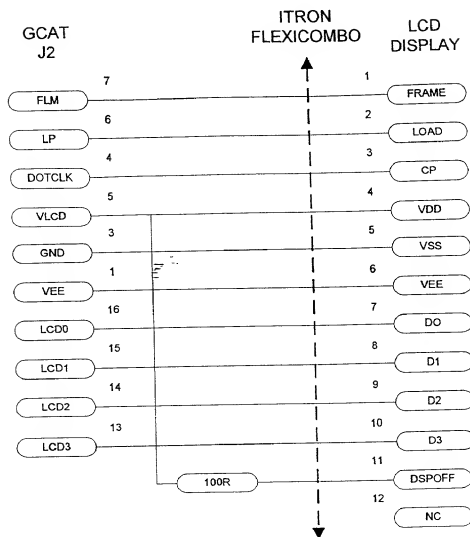 GCAT
J2
ITRON
FLEXICOMBO
LCD
DISPLAY
7
1
FLM
FRAME
6
2
LP
LOAD
4
3
DOTCLK
CP
5
4
VLCD
VDD
3
5
GND
VSS
1
6
VEE
VEE
16
7
LCD0
DO
15
8
LCD1
D1
14
9
LCD2
D2
13
10
LCD3
D3
11
100R
DSPOFF
12
NC